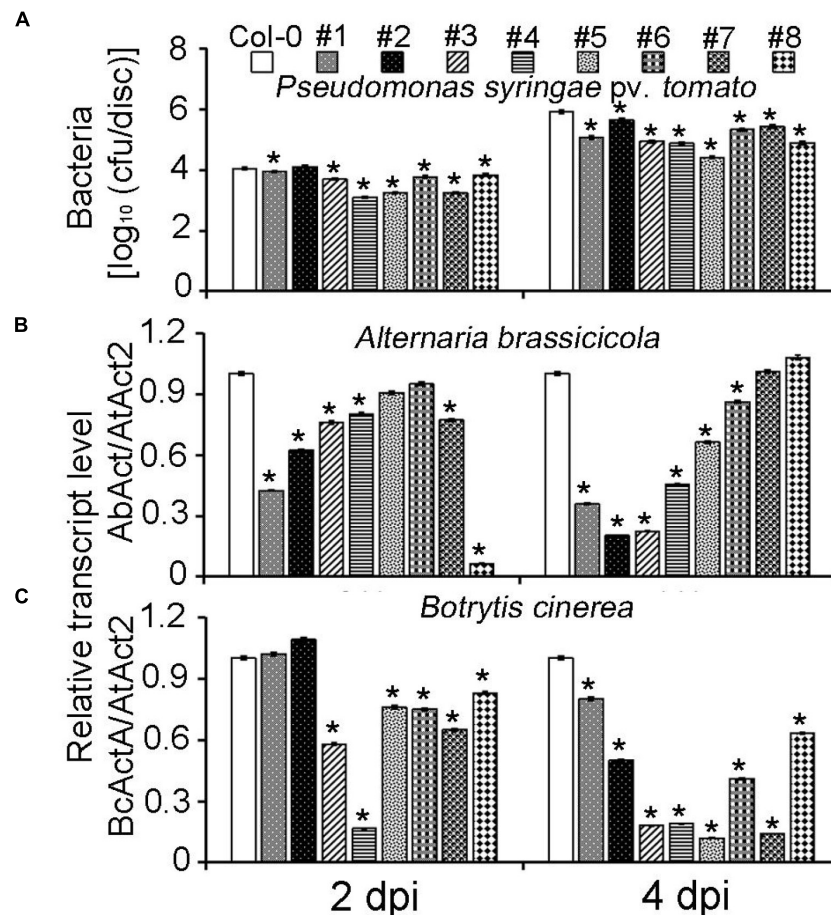 A
Col-0 #1 #2 #3 #4 #5 #6 #7 #8
Pseudomonas syringae pv. tomato
Bacteria
[log₁₀ (cfu/disc)]
8
6
4
2
0
* * * * * * *
* * * * * * * *
B
Alternaria brassicicola
Relative transcript level
AbAct/AtAct2
1.2
0.9
0.6
0.3
0
* * * * * *
* * * * * *
C
Botrytis cinerea
BcActA/AtAct2
1.2
0.9
0.6
0.3
0
* * * * * *
* * * * * * * *
2 dpi 4 dpi